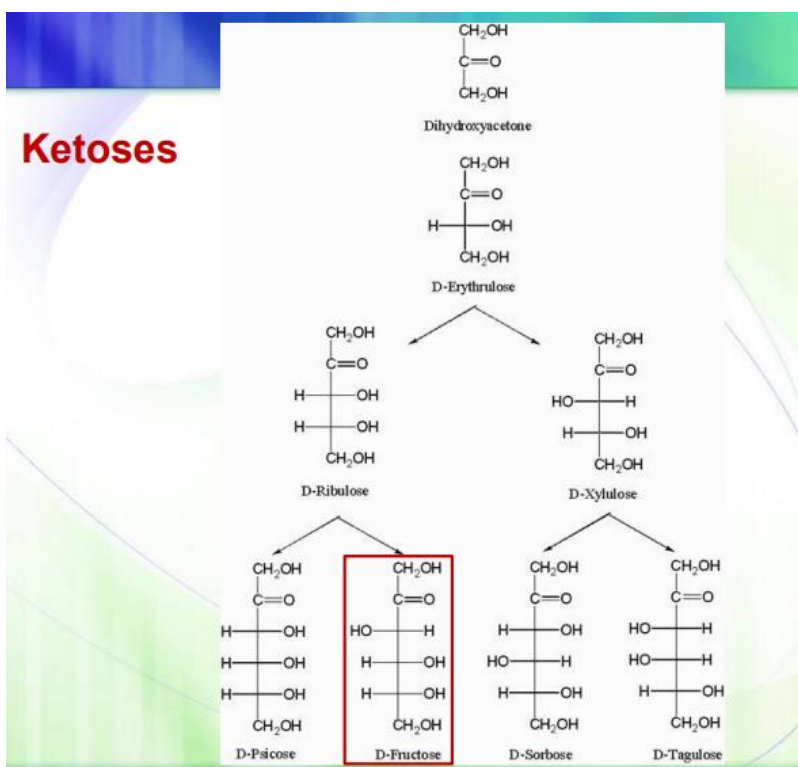 Ketoses
CH₂OH
C=O
CH₂OH
Dihydroxyacetone
CH₂OH
C=O
H OH
CH₂OH
D-Erythrulose
CH₂OH
C=O
H OH
H OH
CH₂OH
D-Ribulose
CH₂OH
C=O
HO H
H OH
CH₂OH
D-Xylulose
CH₂OH
C=O
H OH
H OH
H OH
CH₂OH
D-Psicose
CH₂OH
C=O
HO H
H OH
H OH
CH₂OH
D-Fructose
CH₂OH
C=O
H OH
HO H
H OH
CH₂OH
D-Sorbose
CH₂OH
C=O
HO H
HO H
H OH
CH₂OH
D-Tagulose